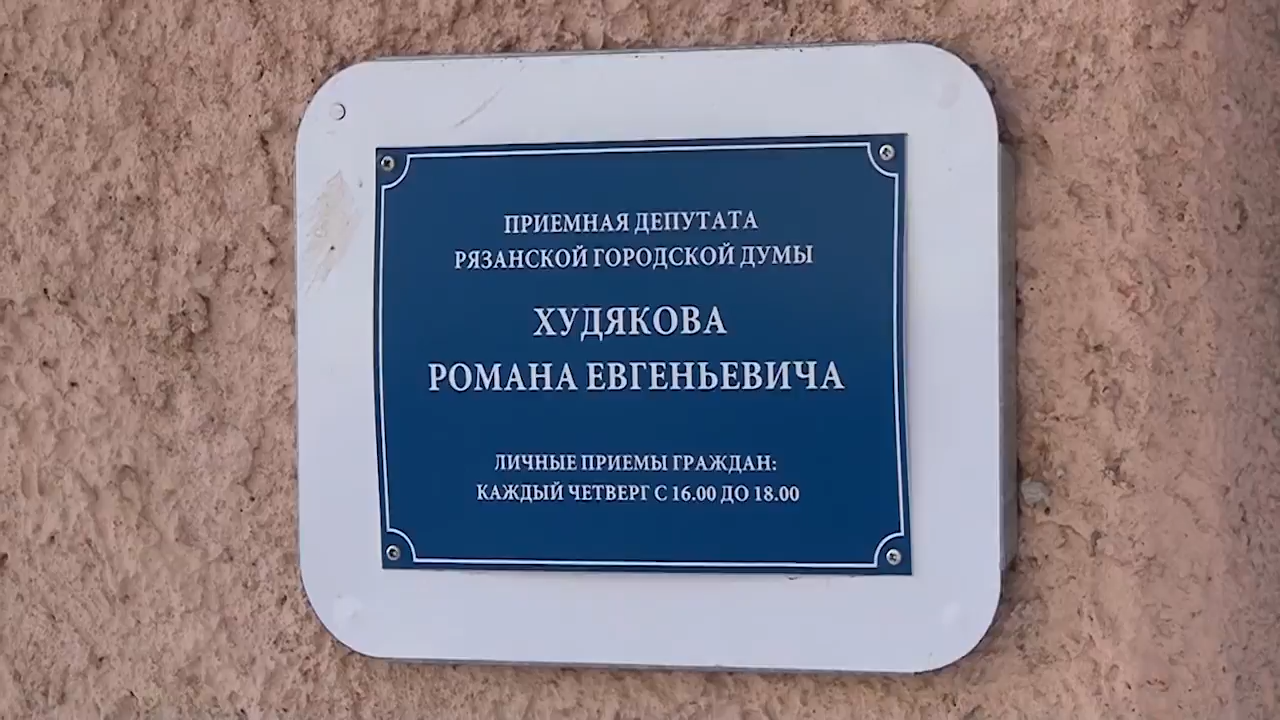 ПРИЕМНАЯ ДЕПУТАТА
РЯЗАНСКОЙ ГОРОДСКОЙ ДУМЫ
ХУДЯКОВА
РОМАНА ЕВГЕНЬЕВИЧА
ЛИЧНЫЕ ПРИЕМЫ ГРАЖДАН:
КАЖДЫЙ ЧЕТВЕРГ С 16.00 ДО 18.00